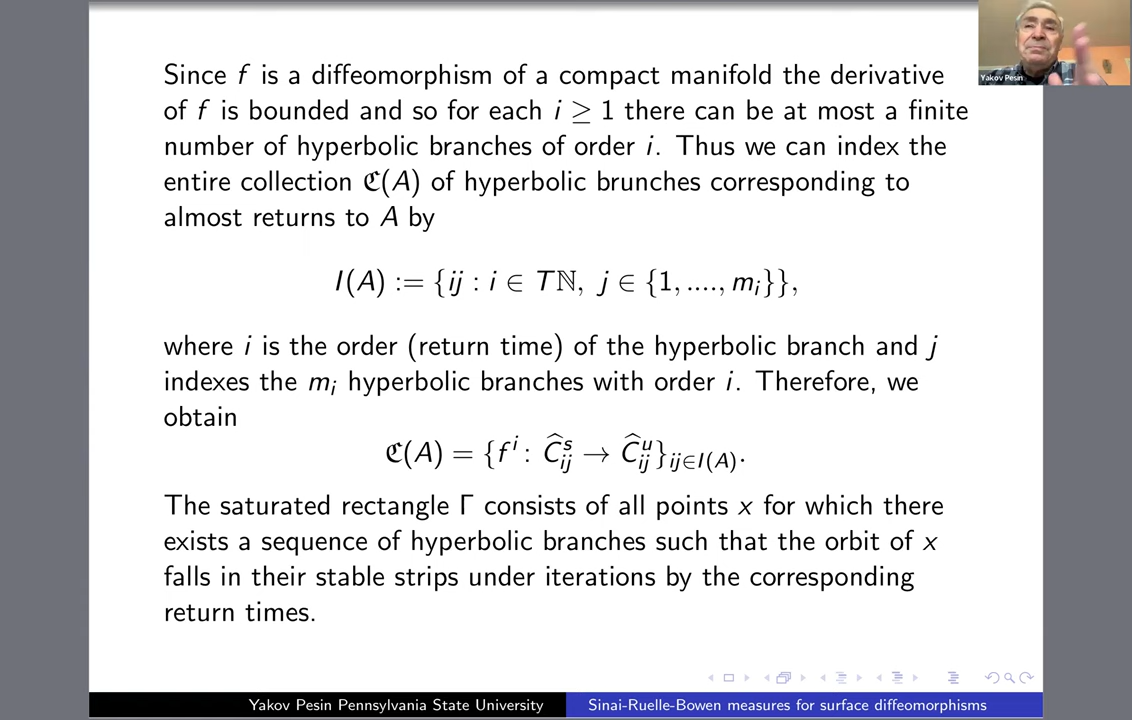 Since f is a diffeomorphism of a compact manifold the derivative
of f is bounded and so for each i ≥ 1 there can be at most a finite
number of hyperbolic branches of order i. Thus we can index the
entire collection ℭ(A) of hyperbolic brunches corresponding to
almost returns to A by
I(A) := {ij : i ∈ Tℕ, j ∈ {1, ...., m_i}},
where i is the order (return time) of the hyperbolic branch and j
indexes the m_i hyperbolic branches with order i. Therefore, we
obtain
ℭ(A) = {f^i : Ĉ^s_{ij} → Ĉ^u_{ij}}_{ij∈I(A)}.
The saturated rectangle Γ consists of all points x for which there
exists a sequence of hyperbolic branches such that the orbit of x
falls in their stable strips under iterations by the corresponding
return times.
Yakov Pesin
Yakov Pesin Pennsylvania State University
Sinai-Ruelle-Bowen measures for surface diffeomorphisms